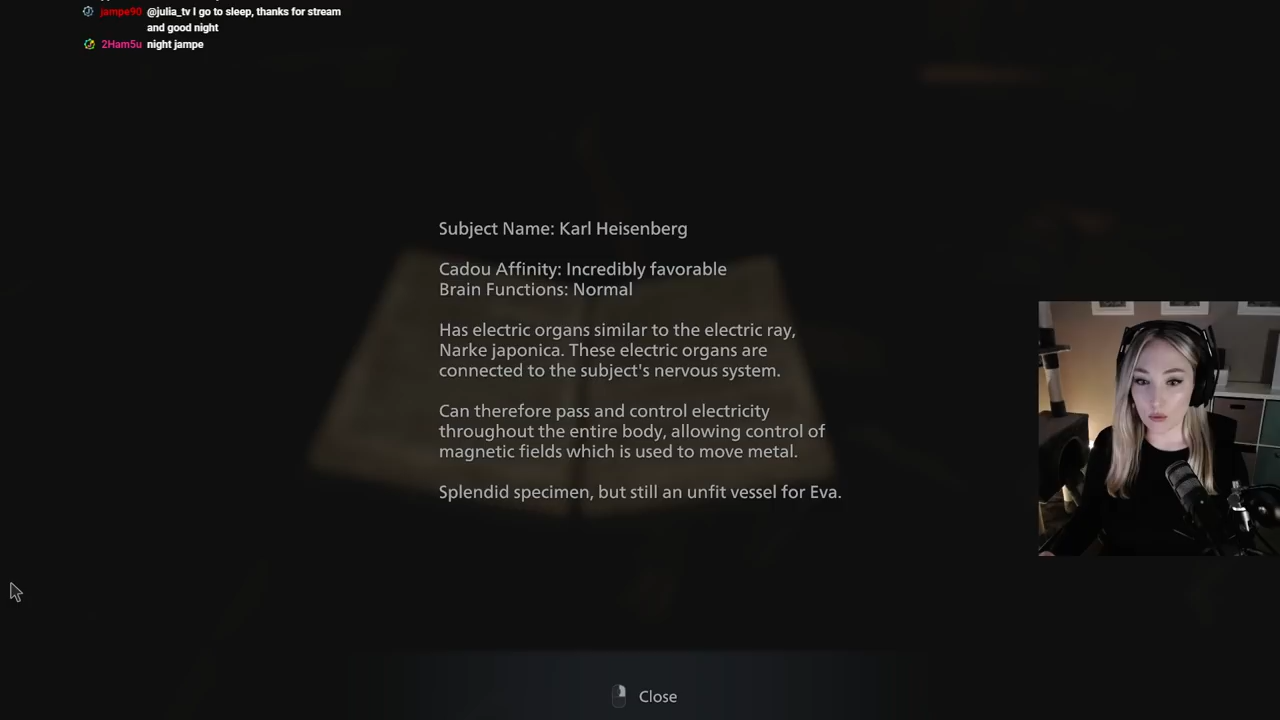 jampe90 @julia_tv I go to sleep, thanks for stream
and good night
2Ham5u night jampe
Subject Name: Karl Heisenberg
Cadou Affinity: Incredibly favorable
Brain Functions: Normal
Has electric organs similar to the electric ray,
Narke japonica. These electric organs are
connected to the subject's nervous system.
Can therefore pass and control electricity
throughout the entire body, allowing control of
magnetic fields which is used to move metal.
Splendid specimen, but still an unfit vessel for Eva.
Close